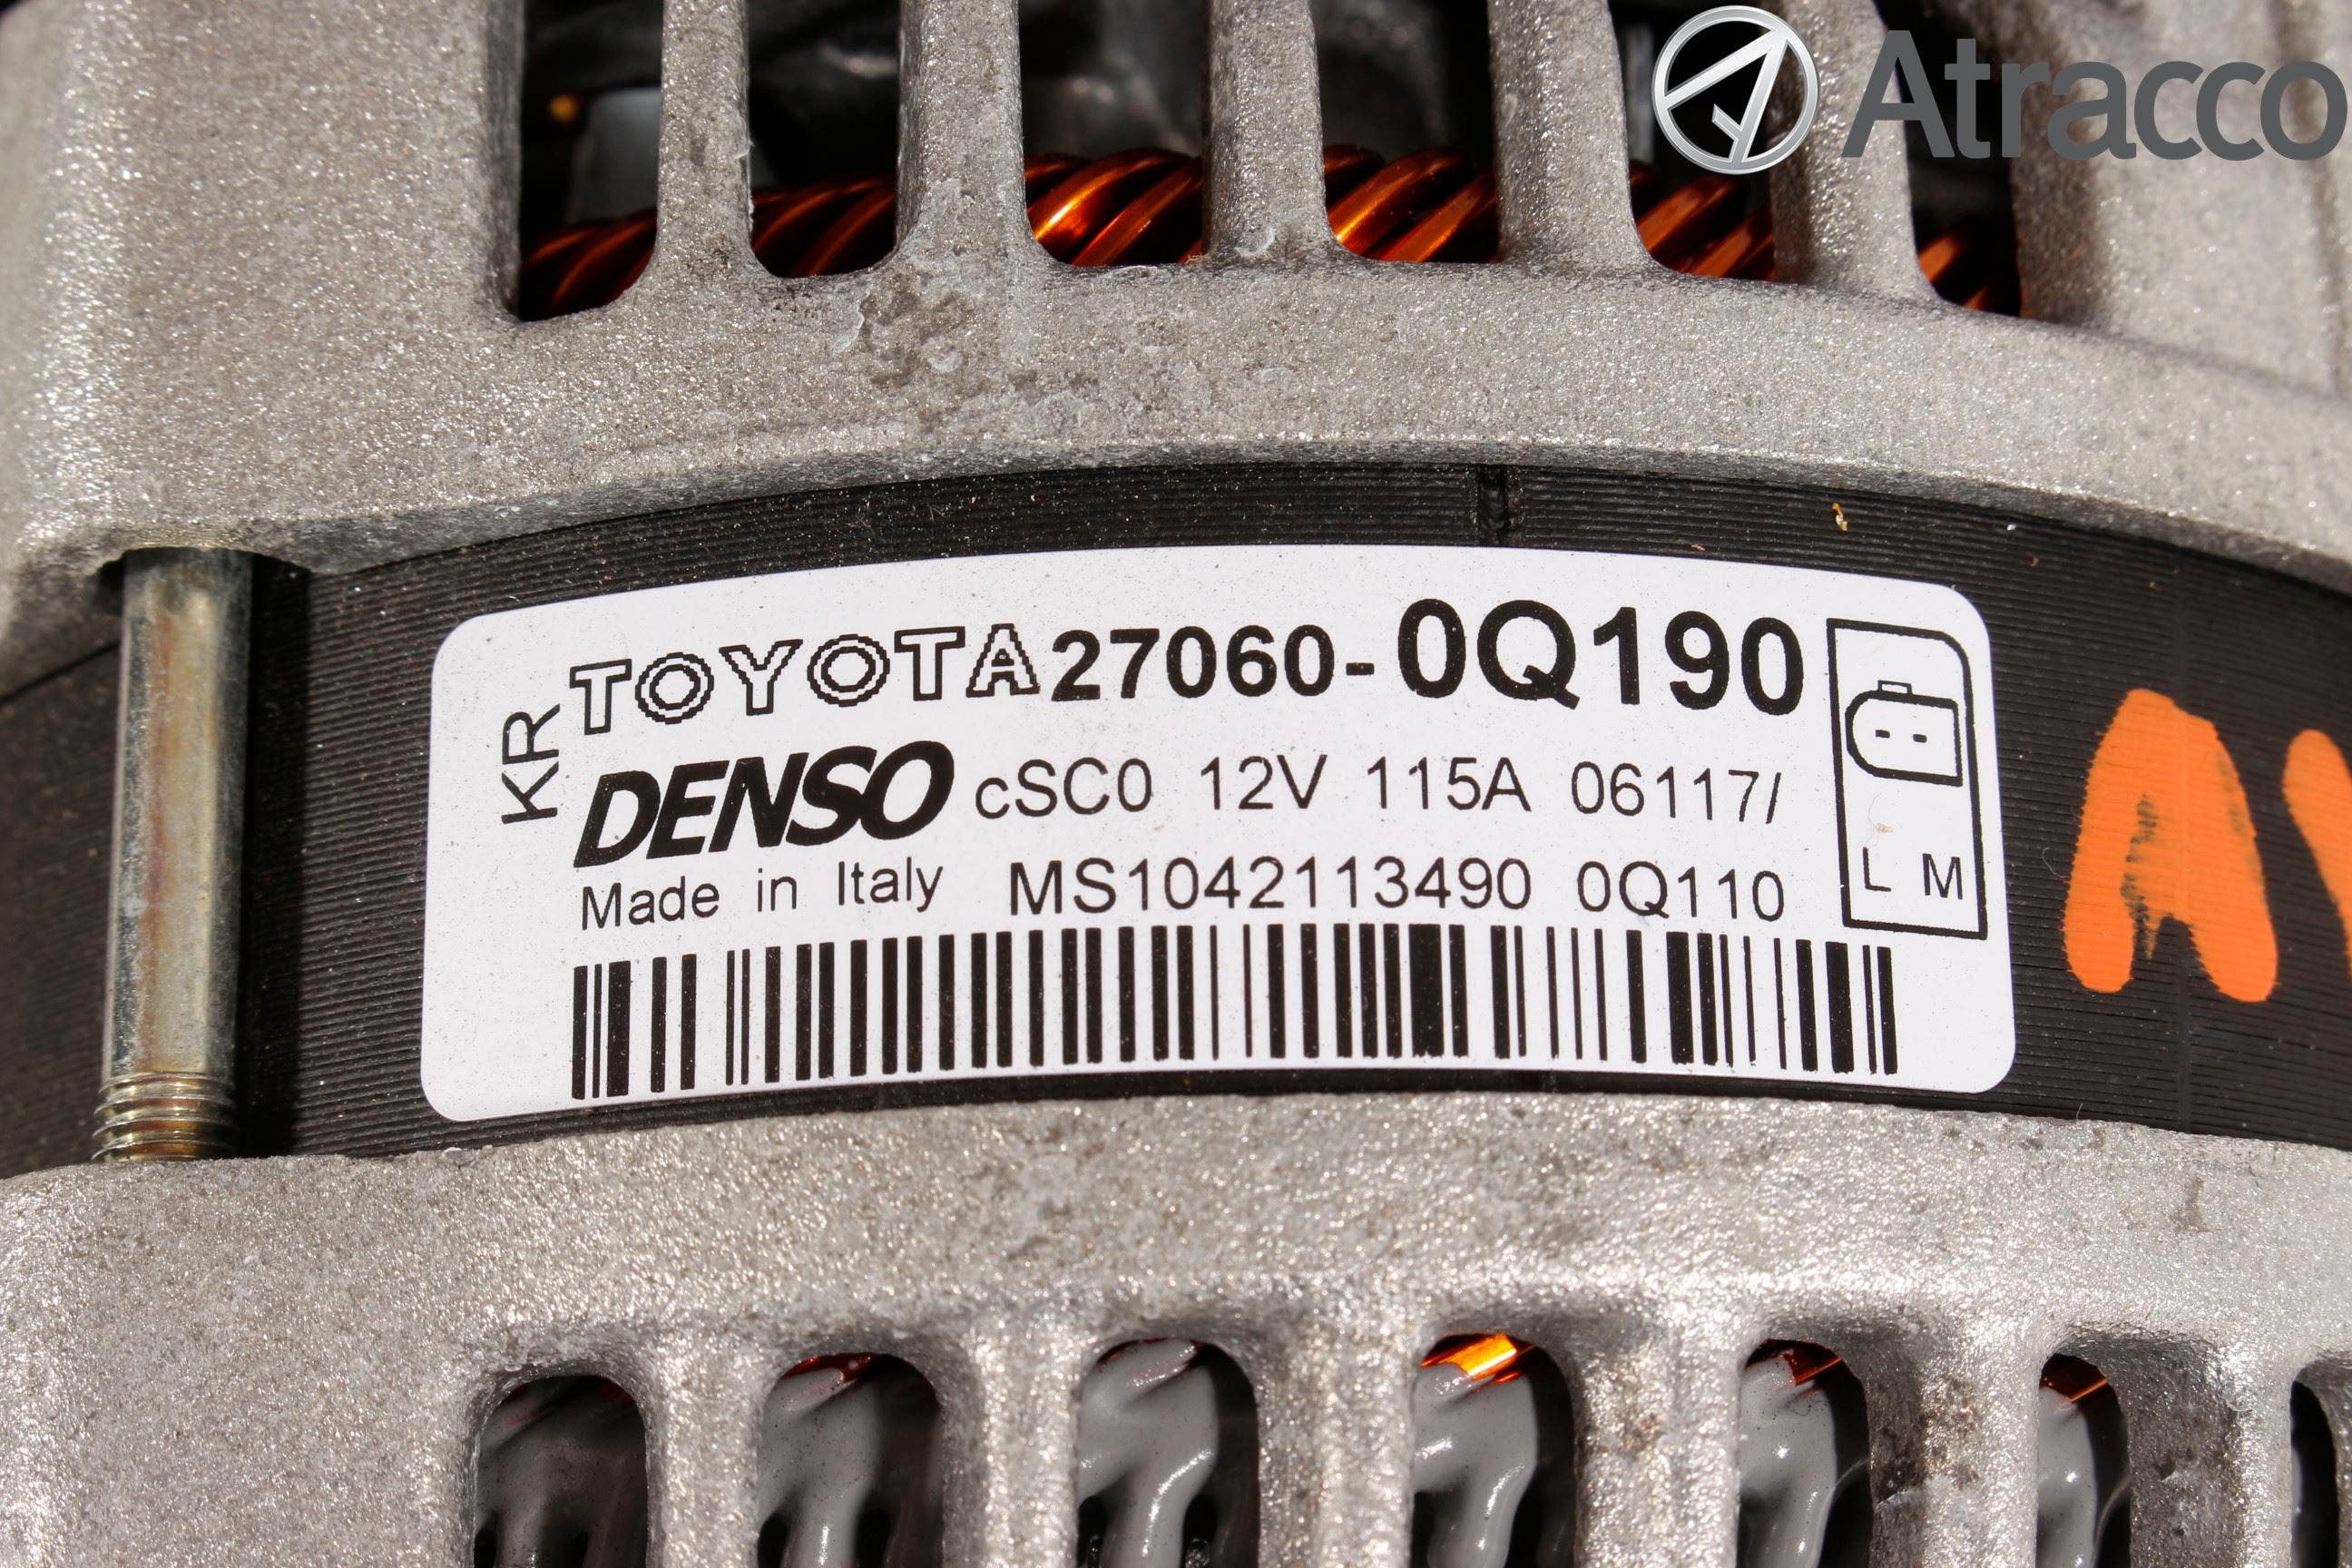 Atracco
KR
TOYOTA 27060-0Q190
DENSO cSC0 12V 115A 06117/
Made in Italy MS1042113490 0Q110
L M